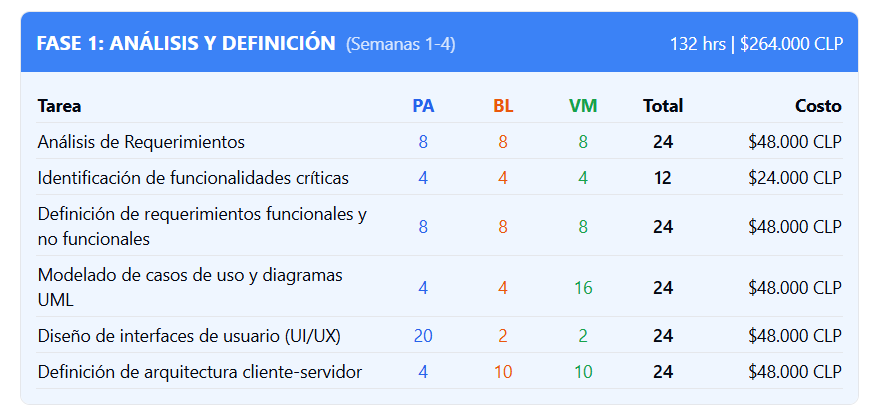 FASE 1: ANÁLISIS Y DEFINICIÓN (Semanas 1-4) 132 hrs | $264.000 CLP
Tarea PA BL VM Total Costo
Análisis de Requerimientos 8 8 8 24 $48.000 CLP
Identificación de funcionalidades críticas 4 4 4 12 $24.000 CLP
Definición de requerimientos funcionales y
no funcionales 8 8 8 24 $48.000 CLP
Modelado de casos de uso y diagramas
UML 4 4 16 24 $48.000 CLP
Diseño de interfaces de usuario (UI/UX) 20 2 2 24 $48.000 CLP
Definición de arquitectura cliente-servidor 4 10 10 24 $48.000 CLP